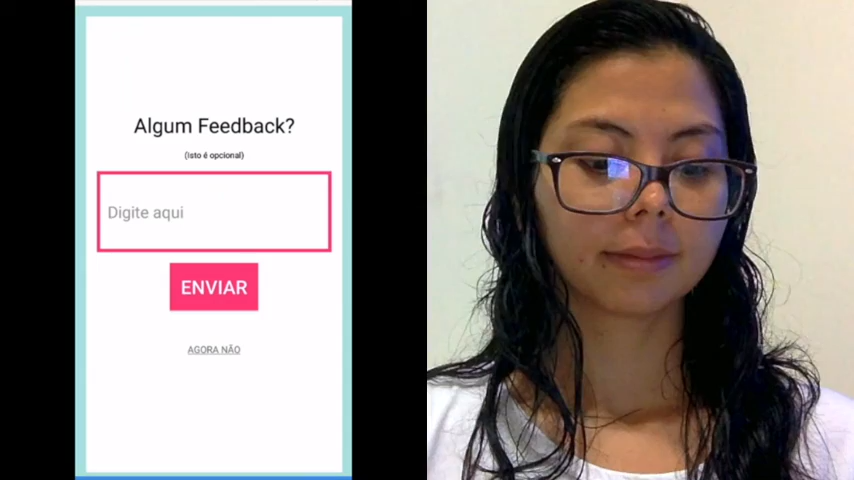 Algum Feedback?
(Isto é opcional)
Digite aqui
ENVIAR
AGORA NÃO